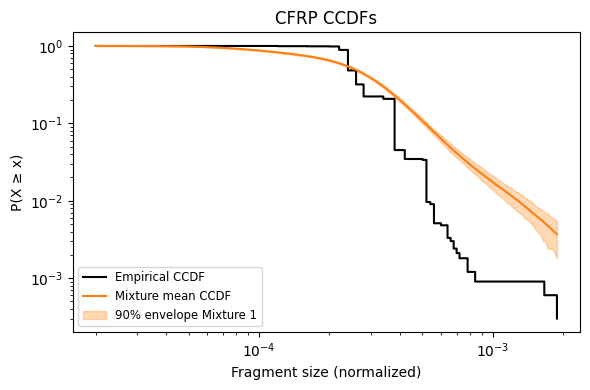 CFRP CCDFs
10⁰
10⁻¹
10⁻²
10⁻³
P(X ≥ x)
Empirical CCDF
Mixture mean CCDF
90% envelope Mixture 1
10⁻⁴
10⁻³
Fragment size (normalized)